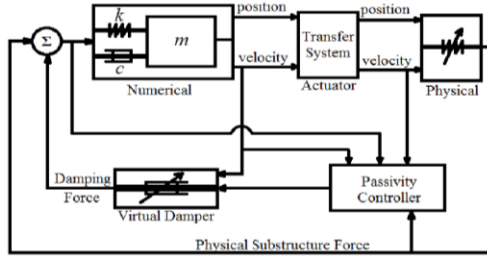 position
position
k
Σ
m
Transfer
System
velocity
velocity
c
Numerical
Actuator
Physical
Damping
Force
Passivity
Controller
Virtual Damper
Physical Substructure Force